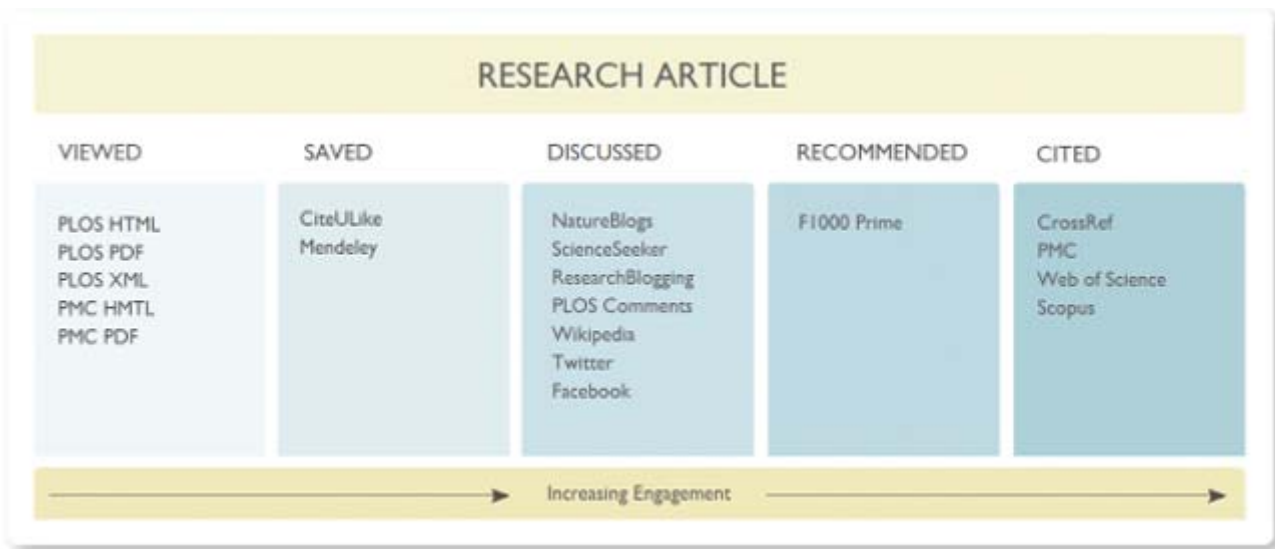 RESEARCH ARTICLE
VIEWED
PLOS HTML
PLOS PDF
PLOS XML
PMC HMTL
PMC PDF
SAVED
CiteULike
Mendeley
DISCUSSED
NatureBlogs
ScienceSeeker
ResearchBlogging
PLOS Comments
Wikipedia
Twitter
Facebook
RECOMMENDED
F1000 Prime
CITED
CrossRef
PMC
Web of Science
Scopus
Increasing Engagement